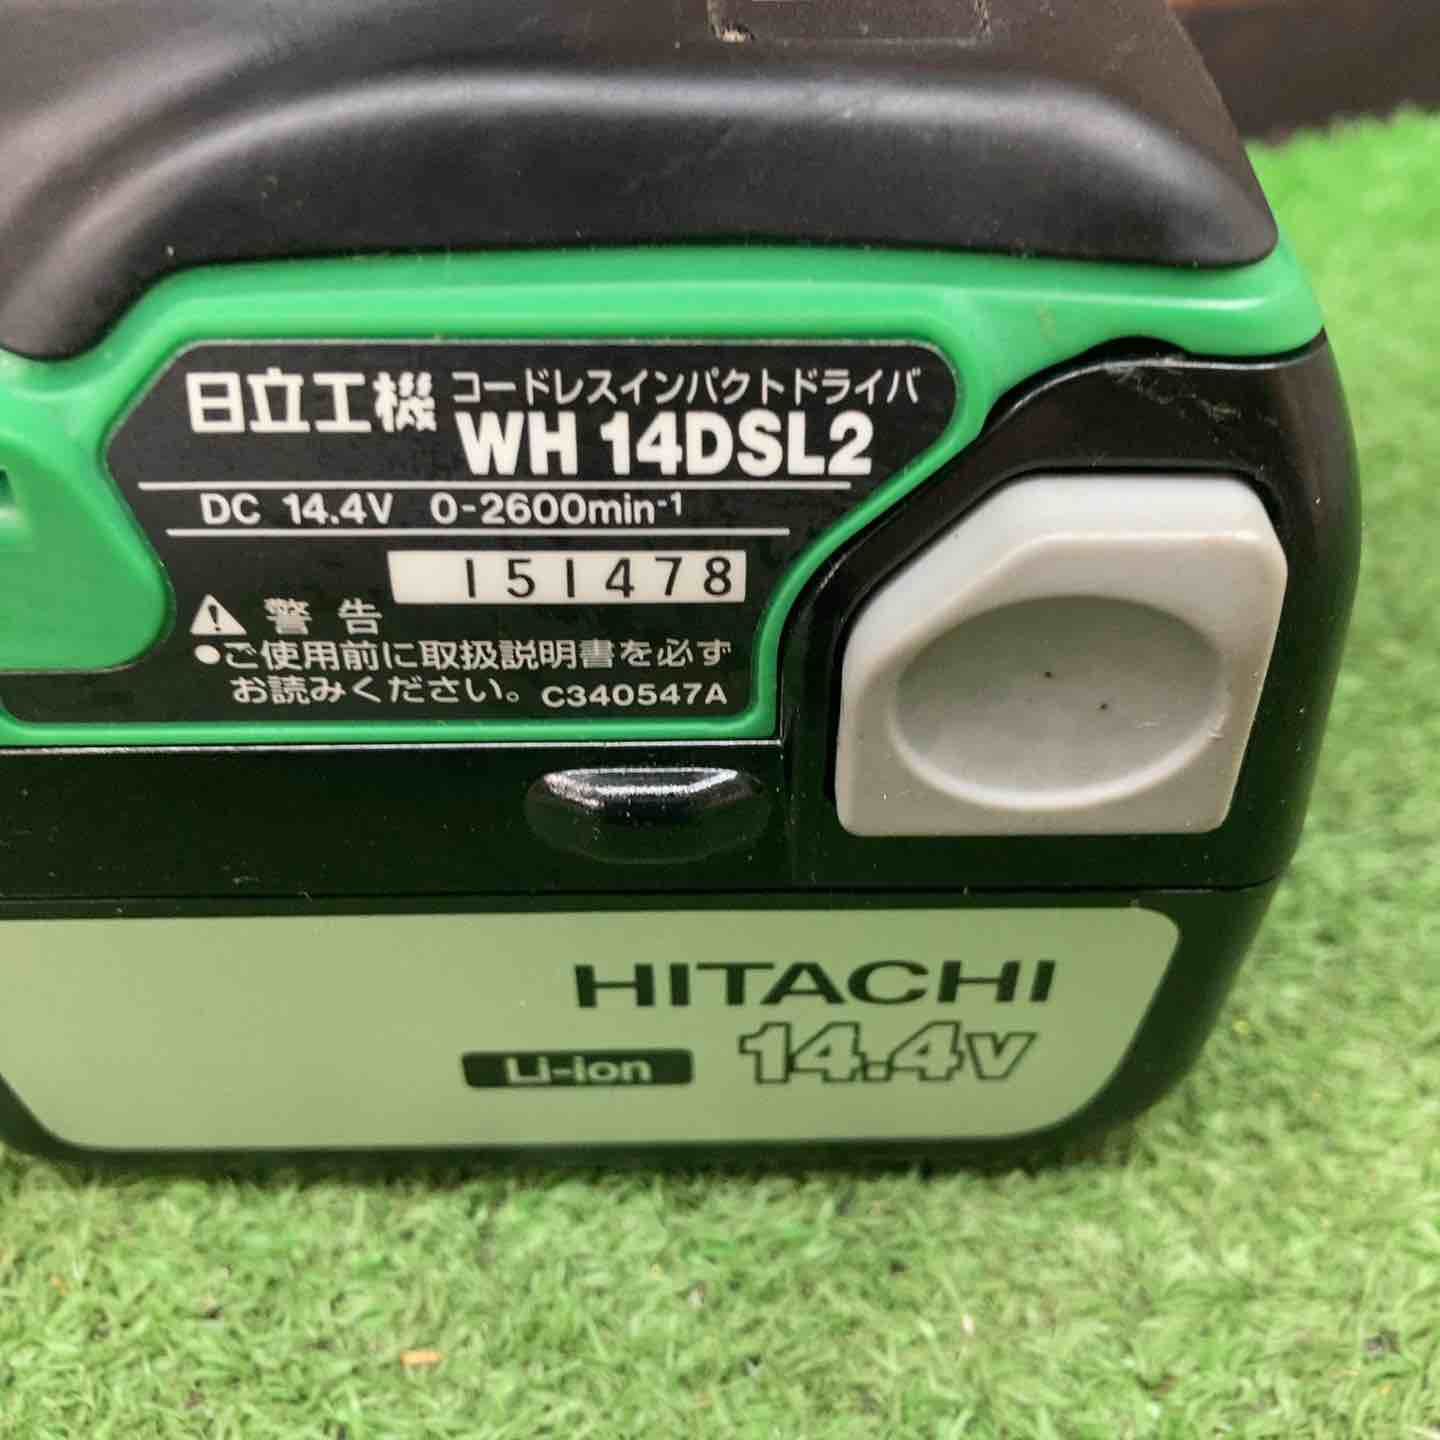 日立工機 コードレスインパクトドライバ
WH 14DSL2
DC 14.4V 0-2600min-1
151478
警告
●ご使用前に取扱説明書を必ず
お読みください。 C340547A
HITACHI
Li-ion 14.4V